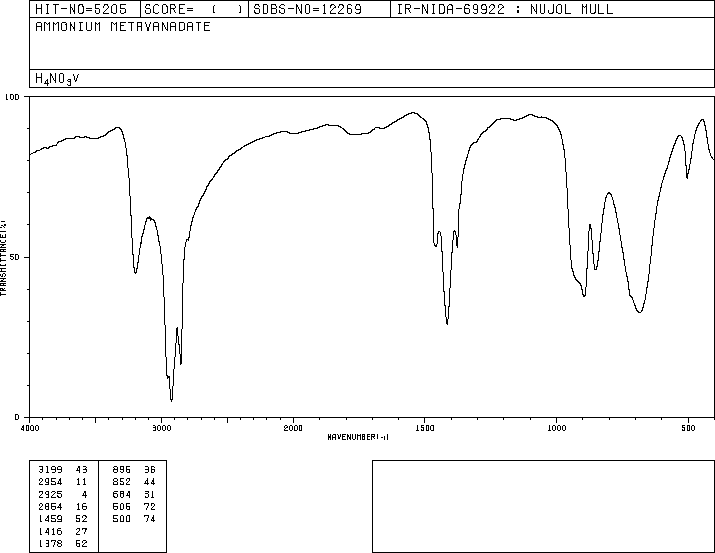 HIT-NO=5205 SCORE= ( ) SDBS-NO=12269 IR-NIDA-69922 : NUJOL MULL
AMMONIUM METAVANADATE
H4NO3V
100
TRANSMITTANCE(%)
50
0
4000 3000 2000 1500 1000 500
WAVENUMBER(-1)
3199 43 896 36
2954 11 852 44
2925 4 684 31
2854 16 506 72
1459 52 500 74
1416 27
1378 52